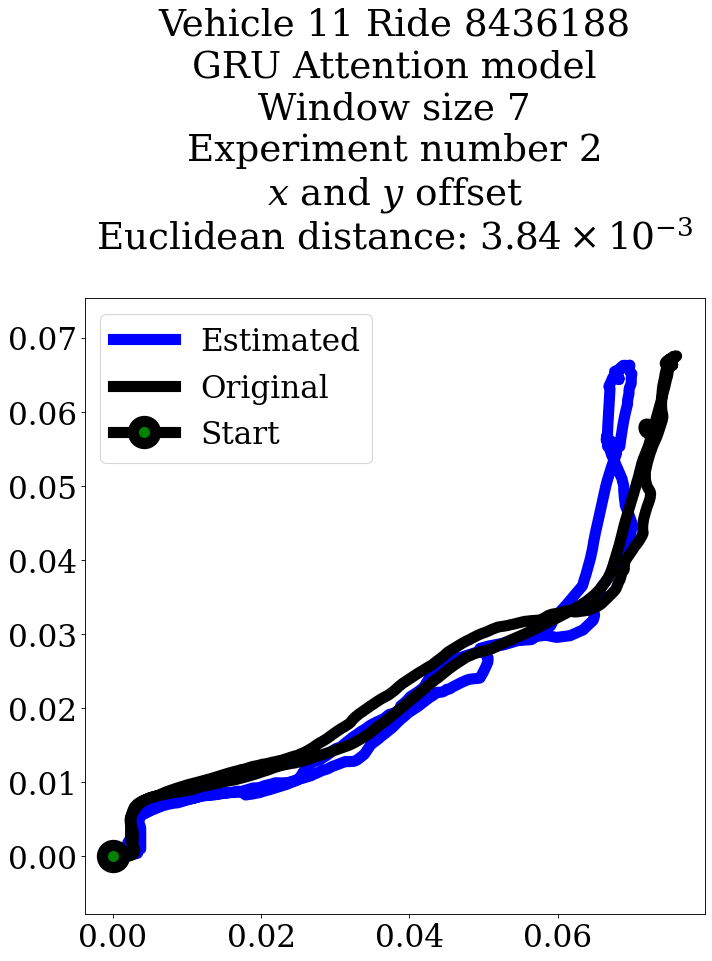 Vehicle 11 Ride 8436188
GRU Attention model
Window size 7
Experiment number 2
x and y offset
Euclidean distance: 3.84 × 10⁻³
Estimated
Original
Start
0.07
0.06
0.05
0.04
0.03
0.02
0.01
0.00
0.00 0.02 0.04 0.06